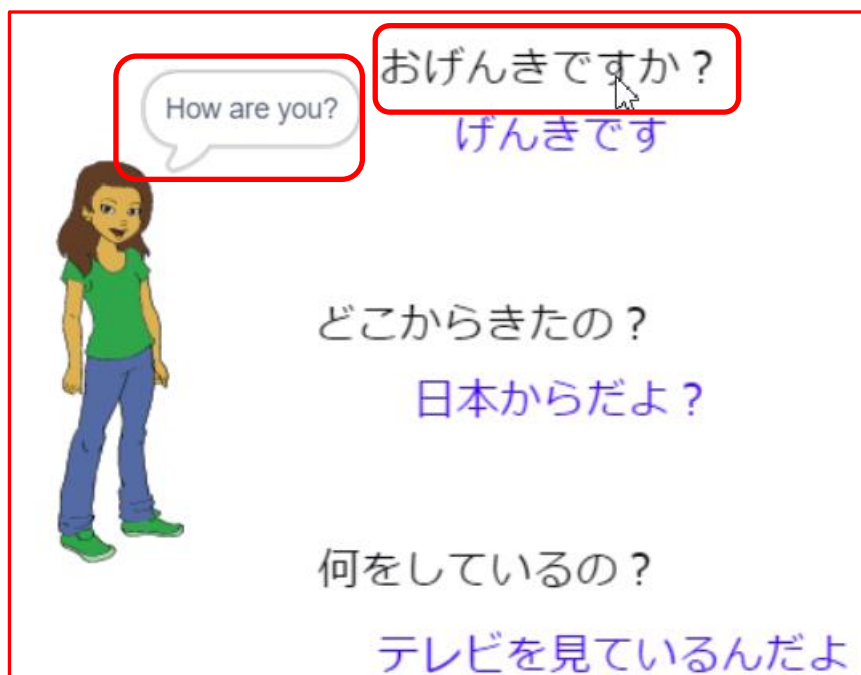 おげんきですか？
How are you?
げんきです
どこからきたの？
日本からだよ？
何をしているの？
テレビを見ているんだよ